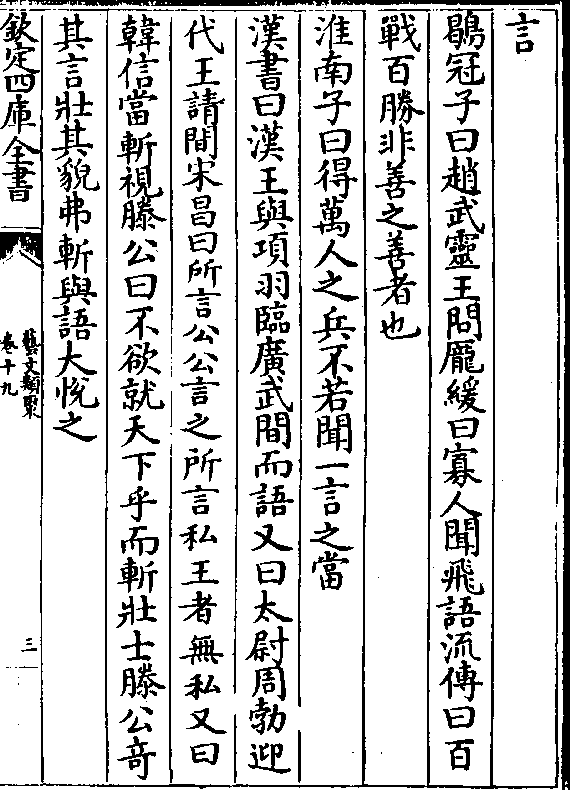 言
鶡冠子曰趙武靈王問龎緩曰寡人聞飛語流傳曰百
戰百勝非善之善者也
淮南子曰得萬人之兵不若聞一言之當
漢書曰漢王與項羽臨廣武間而語又曰太尉周勃迎
代王請間宋昌曰所言公公言之所言私王者無私又曰
韓信當斬視滕公曰不欲就天下乎而斬壯士滕公竒
其言壯其貌弗斬與語大悅之
欽定四庫全書
藝文類聚
卷十九
三